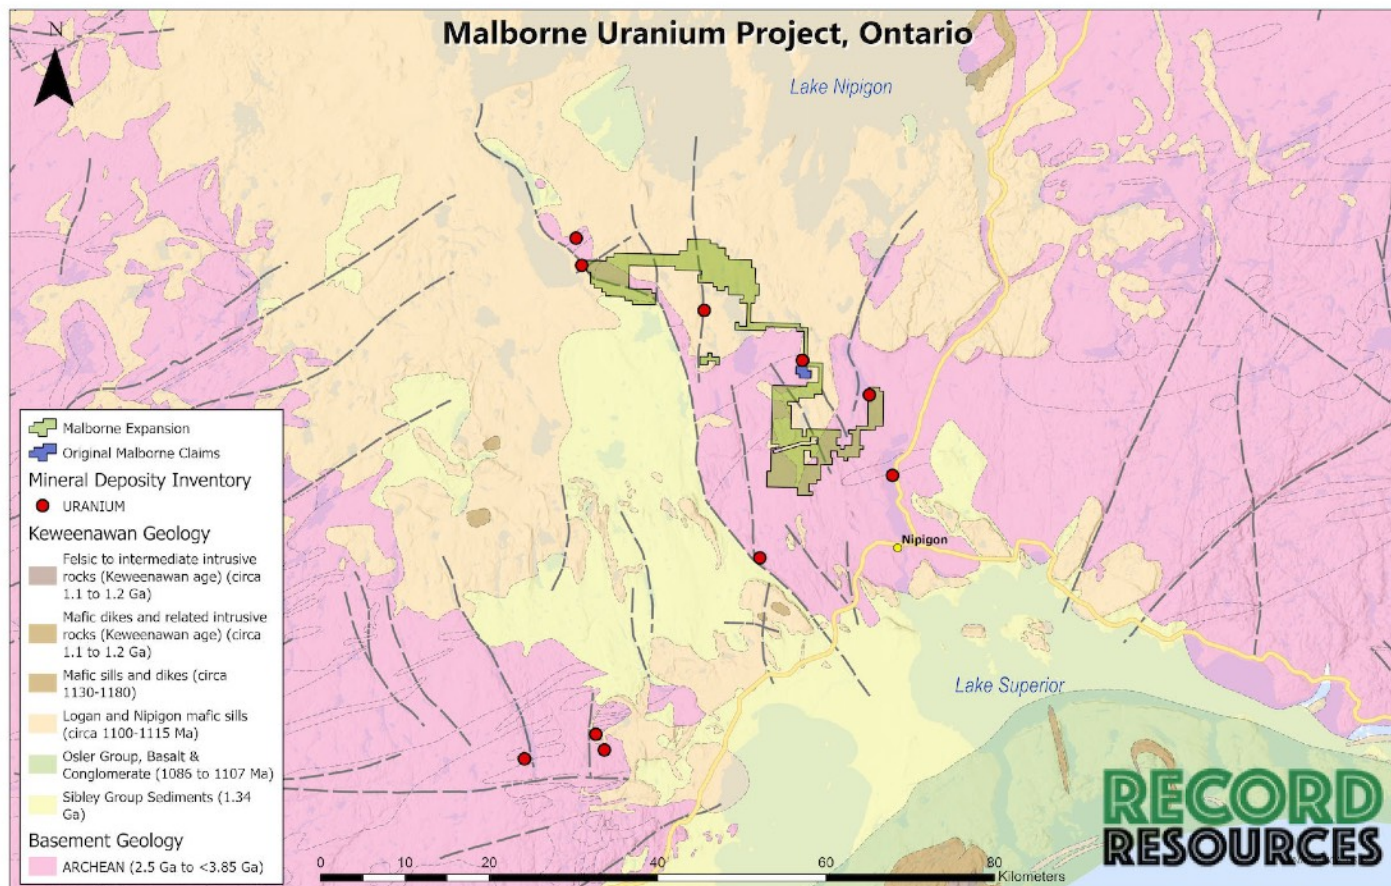 Malborne Uranium Project, Ontario
N
Lake Nipigon
Nipigon
Lake Superior
Malborne Expansion
Original Malborne Claims
Mineral Deposity Inventory
URANIUM
Keweenawan Geology
Felsic to intermediate intrusive
rocks (Keweenawan age) (circa
1.1 to 1.2 Ga)
Mafic dikes and related intrusive
rocks (Keweenawan age) (circa
1.1 to 1.2 Ga)
Mafic sills and dikes (circa
1130-1180)
Logan and Nipigon mafic sills
(circa 1100-1115 Ma)
Osler Group, Basalt &
Conglomerate (1086 to 1107 Ma)
Sibley Group Sediments (1.34
Ga)
Basement Geology
ARCHEAN (2.5 Ga to <3.85 Ga)
0 10 20 40 60 80
Kilometers
RECORD
RESOURCES